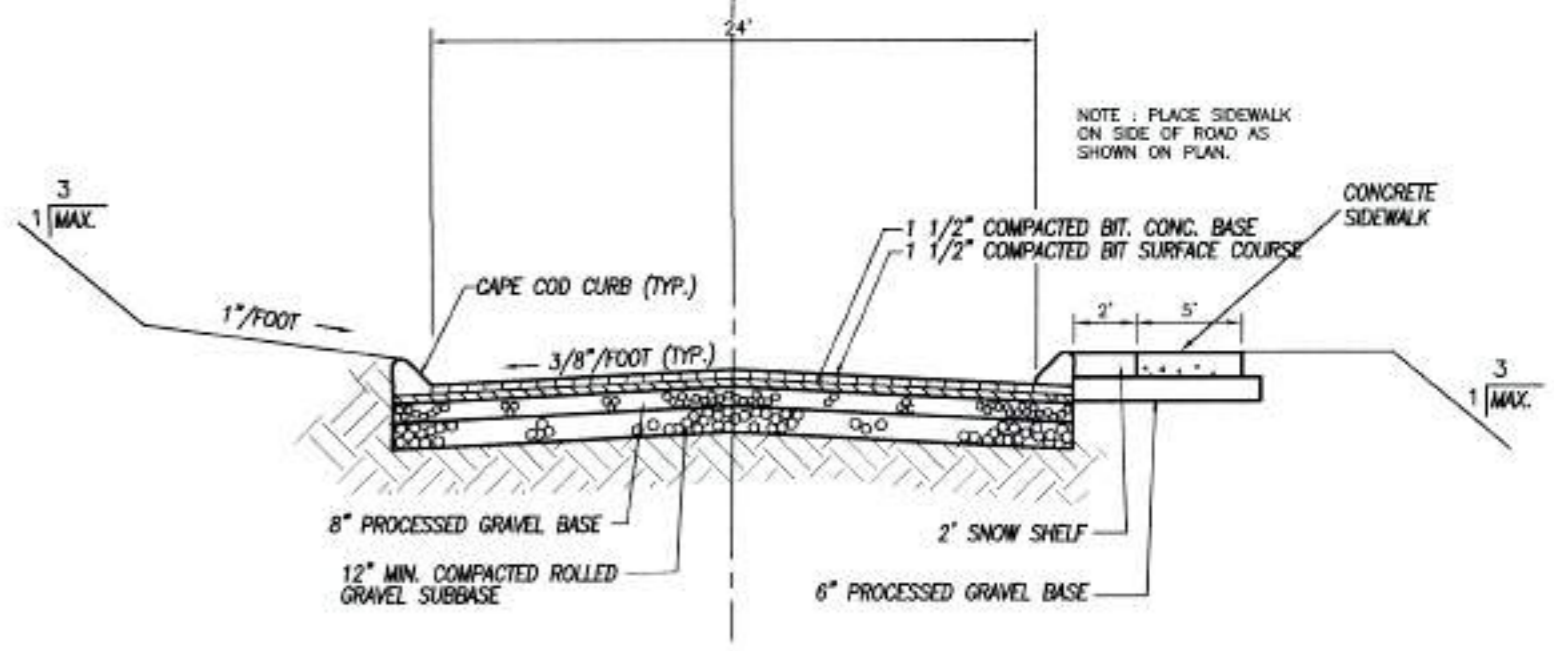 24'
NOTE : PLACE SIDEWALK
ON SIDE OF ROAD AS
SHOWN ON PLAN.
3
1 MAX.
CONCRETE
SIDEWALK
1 1/2" COMPACTED BIT. CONC. BASE
1 1/2" COMPACTED BIT SURFACE COURSE
CAPE COD CURB (TYP.)
1"/FOOT
2'
5'
3/8"/FOOT (TYP.)
3
1 MAX.
8" PROCESSED GRAVEL BASE
2' SNOW SHELF
12" MIN. COMPACTED ROLLED
GRAVEL SUBBASE
6" PROCESSED GRAVEL BASE